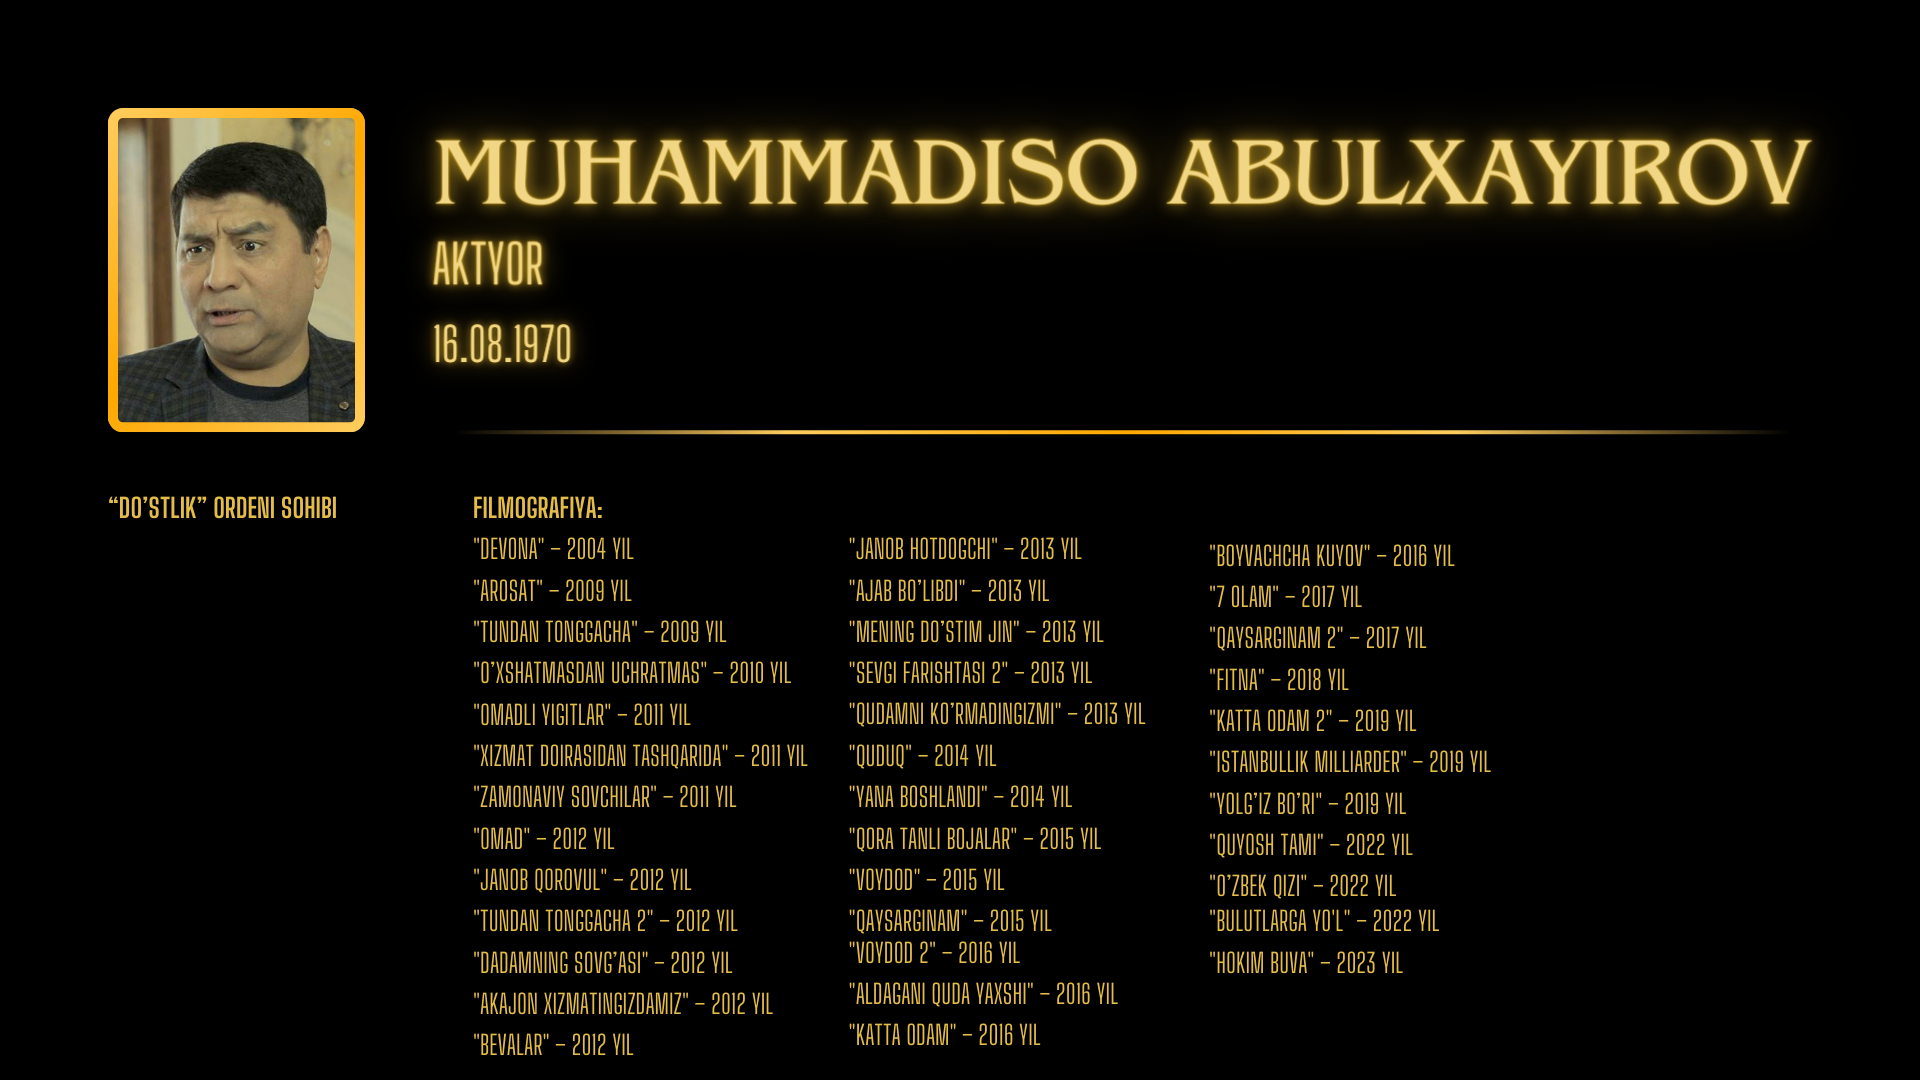 MUHAMMADISO ABULXAYIROV
AKTYOR
16.08.1970
“DO’STLIK” ORDENI SOHIBI
FILMOGRAFIYA:
"DEVONA" – 2004 YIL
"AROSAT" – 2009 YIL
"TUNDAN TONGGACHA" – 2009 YIL
"O’XSHATMASDAN UCHRATMAS" – 2010 YIL
"OMADLI YIGITLAR" – 2011 YIL
"XIZMAT DOIRASIDAN TASHQARIDA" – 2011 YIL
"ZAMONAVIY SOVCHILAR" – 2011 YIL
"OMAD" – 2012 YIL
"JANOB QOROVUL" – 2012 YIL
"TUNDAN TONGGACHA 2" – 2012 YIL
"DADAMNING SOVG’ASI" – 2012 YIL
"AKAJON XIZMATINGIZDAMIZ" – 2012 YIL
"BEVALAR" – 2012 YIL
"JANOB HOTDOGCHI" – 2013 YIL
"AJAB BO’LIBDI" – 2013 YIL
"MENING DO’STIM JIN" – 2013 YIL
"SEVGI FARISHTASI 2" – 2013 YIL
"QUDAMNI KO’RMADINGIZMI" – 2013 YIL
"QUDUQ" – 2014 YIL
"YANA BOSHLANDI" – 2014 YIL
"QORA TANLI BOJALAR" – 2015 YIL
"VOYDOD" – 2015 YIL
"QAYSARGINAM" – 2015 YIL
"VOYDOD 2" – 2016 YIL
"ALDAGANI QUDA YAXSHI" – 2016 YIL
"KATTA ODAM" – 2016 YIL
"BOYVACHCHA KUYOV" – 2016 YIL
"7 OLAM" – 2017 YIL
"QAYSARGINAM 2" – 2017 YIL
"FITNA" – 2018 YIL
"KATTA ODAM 2" – 2019 YIL
"ISTANBULLIK MILLIARDER" – 2019 YIL
"YOLG’IZ BO’RI" – 2019 YIL
"QUYOSH TAMI" – 2022 YIL
"O’ZBEK QIZI" – 2022 YIL
"BULUTLARGA YO'L" – 2022 YIL
"HOKIM BUVA" – 2023 YIL